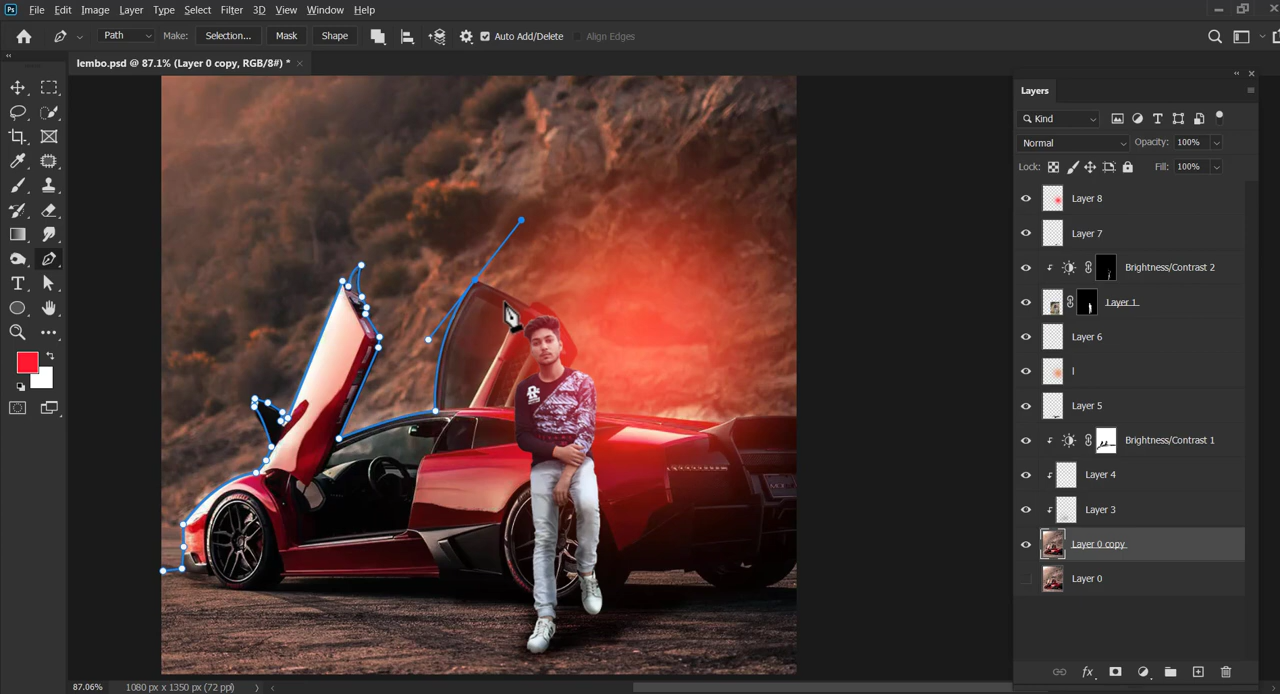 Ps File Edit Image Layer Type Select Filter 3D View Window Help
Path Make: Selection... Mask Shape Auto Add/Delete Align Edges
lembo.psd @ 87.1% (Layer 0 copy, RGB/8#) *
Layers
Kind
Normal Opacity: 100%
Lock: Fill: 100%
Layer 8
Layer 7
Brightness/Contrast 2
Layer 1
Layer 6
l
Layer 5
Brightness/Contrast 1
Layer 4
Layer 3
Layer 0 copy
Layer 0
fx
87.06% 1080 px x 1350 px (72 ppi)